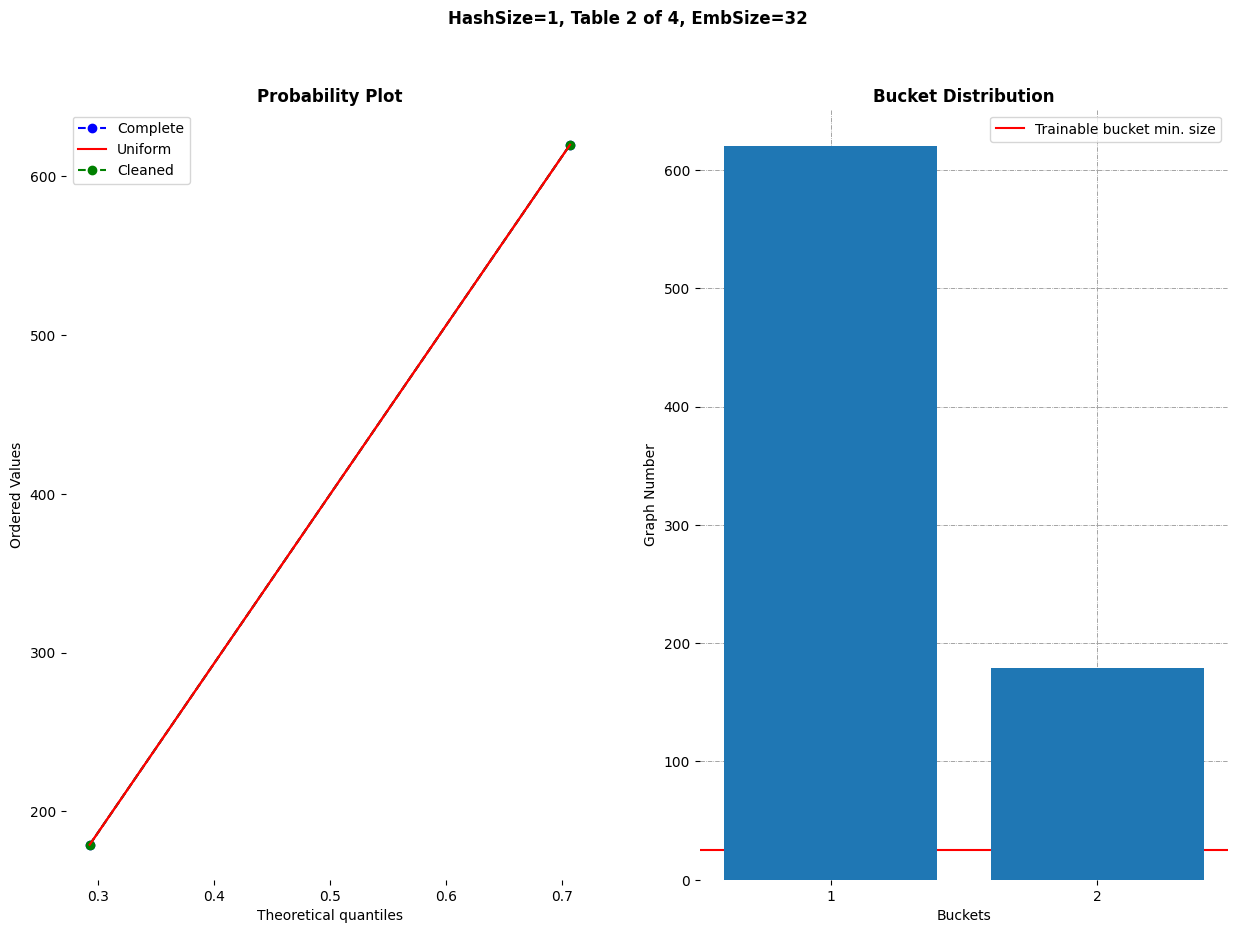 HashSize=1, Table 2 of 4, EmbSize=32
Probability Plot
Complete
Uniform
Cleaned
600
500
400
300
200
0.3 0.4 0.5 0.6 0.7
Theoretical quantiles
Ordered Values
Bucket Distribution
Trainable bucket min. size
600
500
400
300
200
100
0
1 2
Buckets
Graph Number